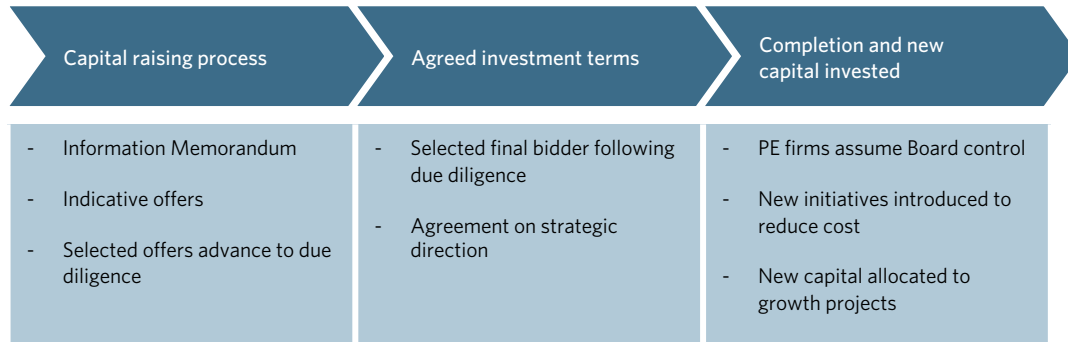 Capital raising process
Agreed investment terms
Completion and new
capital invested
- Information Memorandum
- Indicative offers
- Selected offers advance to due
diligence
- Selected final bidder following
due diligence
- Agreement on strategic
direction
- PE firms assume Board control
- New initiatives introduced to
reduce cost
- New capital allocated to
growth projects